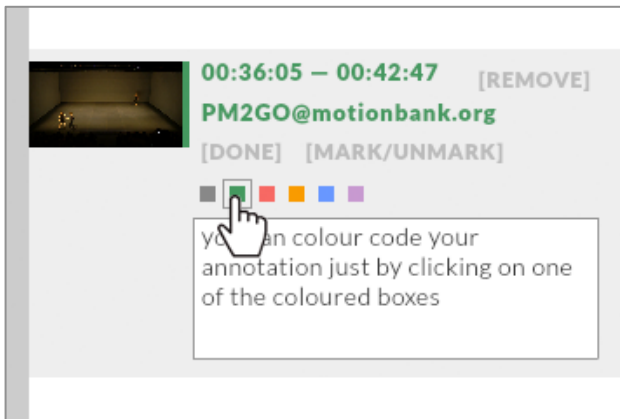 00:36:05 — 00:42:47 [REMOVE]
PM2GO@motionbank.org
[DONE] [MARK/UNMARK]
an colour code your
annotation just by clicking on one
of the coloured boxes